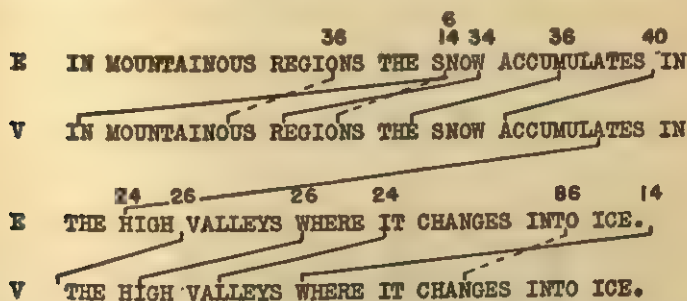 6
36 14 34 36 40
E IN MOUNTAINOUS REGIONS THE SNOW ACCUMULATES IN
V IN MOUNTAINOUS REGIONS THE SNOW ACCUMULATES IN
24 26 26 24 86 14
E THE HIGH VALLEYS WHERE IT CHANGES INTO ICE.
V THE HIGH VALLEYS WHERE IT CHANGES INTO ICE.